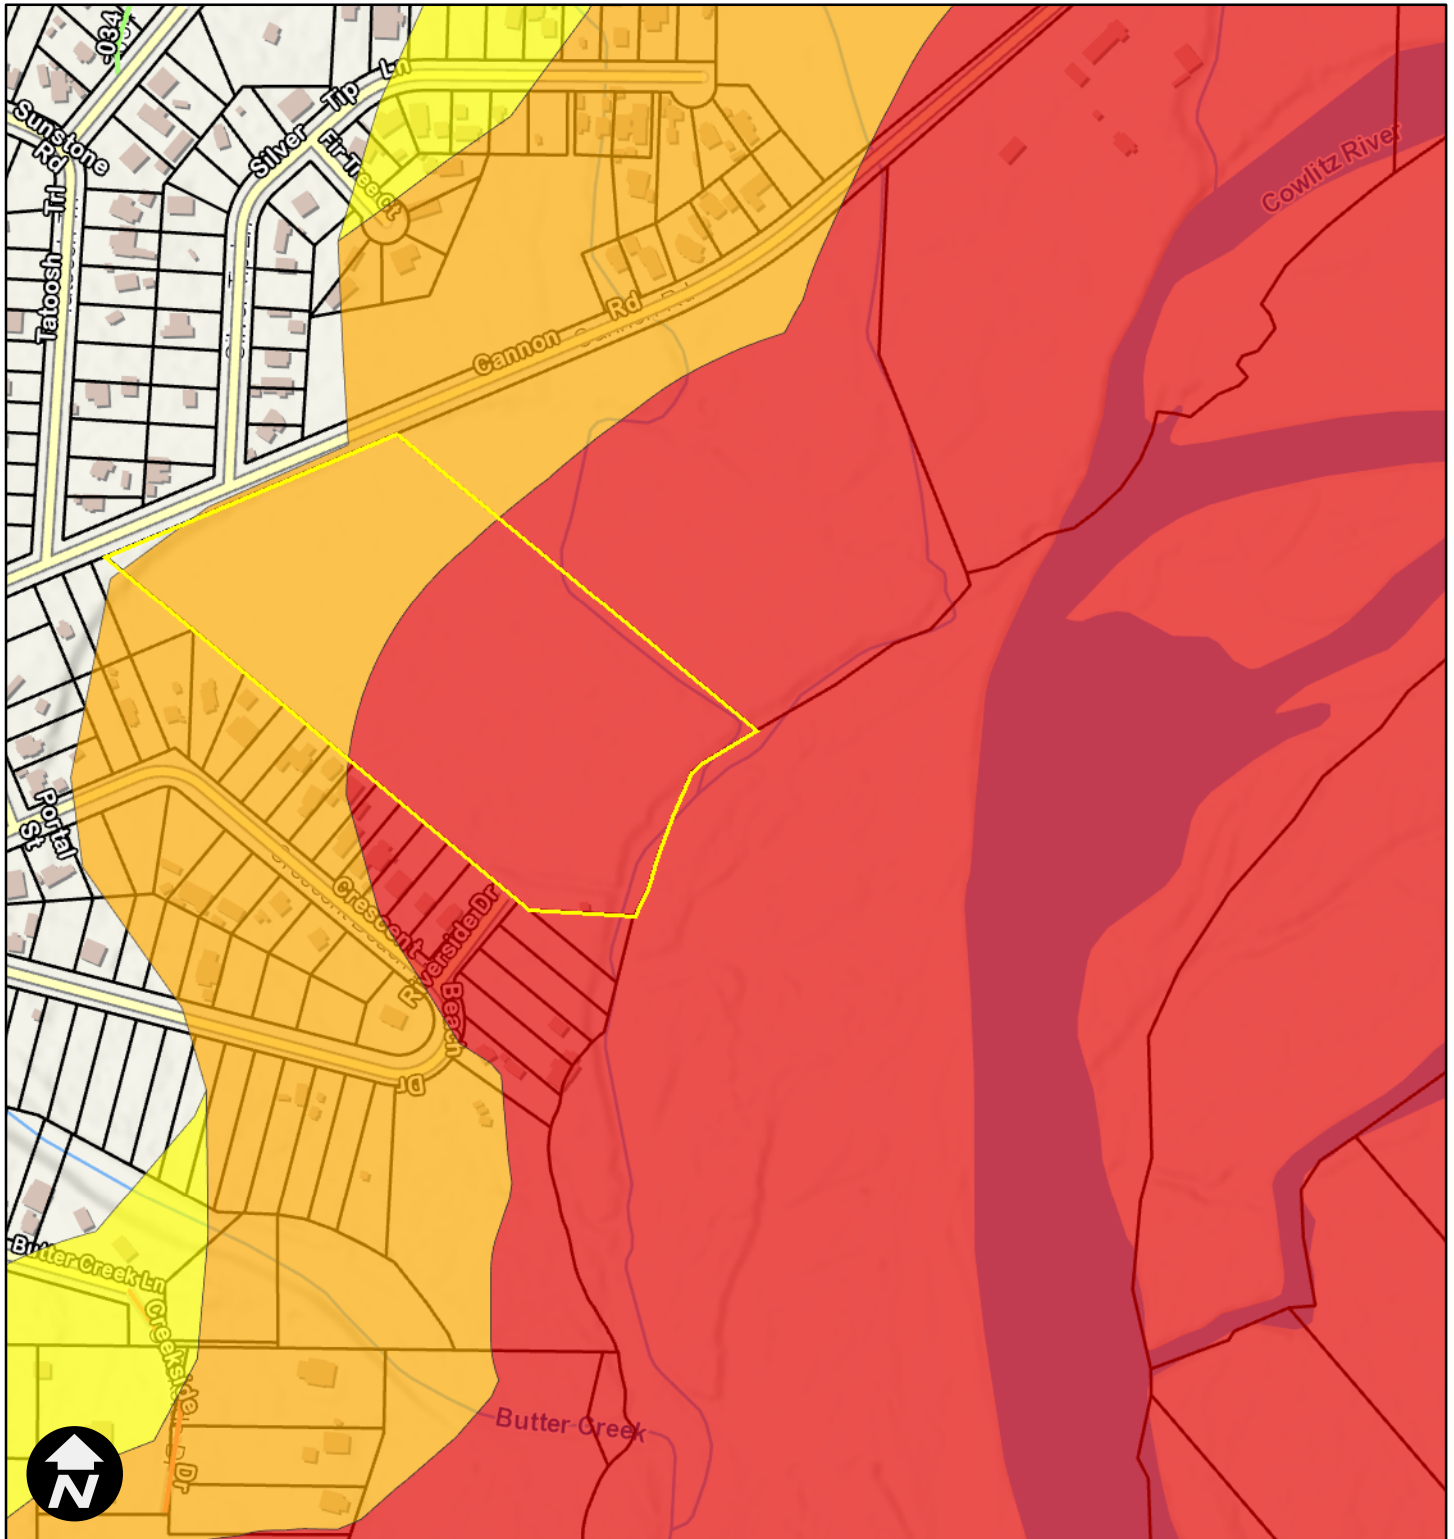 -034
Sunstone
Rd
Tatoosh Trl
Silver Tip Ln
Fir Tree Ct
Cannon Rd
Cowlitz River
Portal
St
Crescent Beach Dr
Riverside Dr
Butter Creek Ln
Creekside Dr
Butter Creek
N